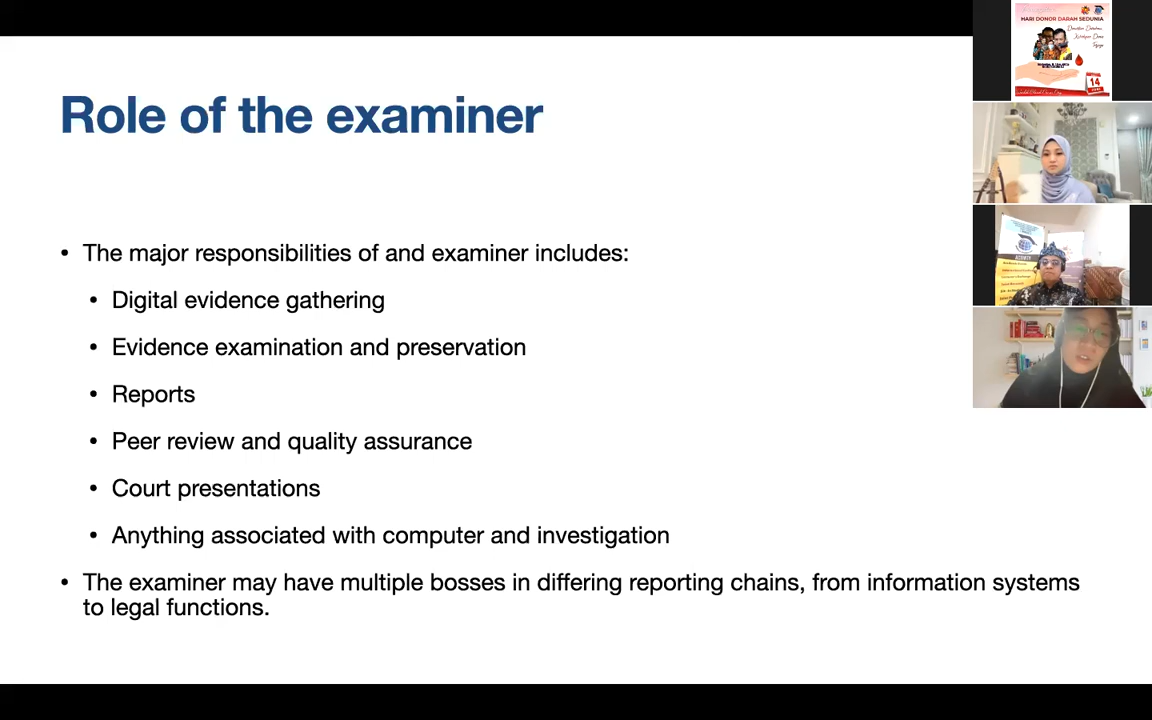 Role of the examiner
• The major responsibilities of and examiner includes:
• Digital evidence gathering
• Evidence examination and preservation
• Reports
• Peer review and quality assurance
• Court presentations
• Anything associated with computer and investigation
• The examiner may have multiple bosses in differing reporting chains, from information systems
to legal functions.
HARI DONOR DARAH SEDUNIA
14